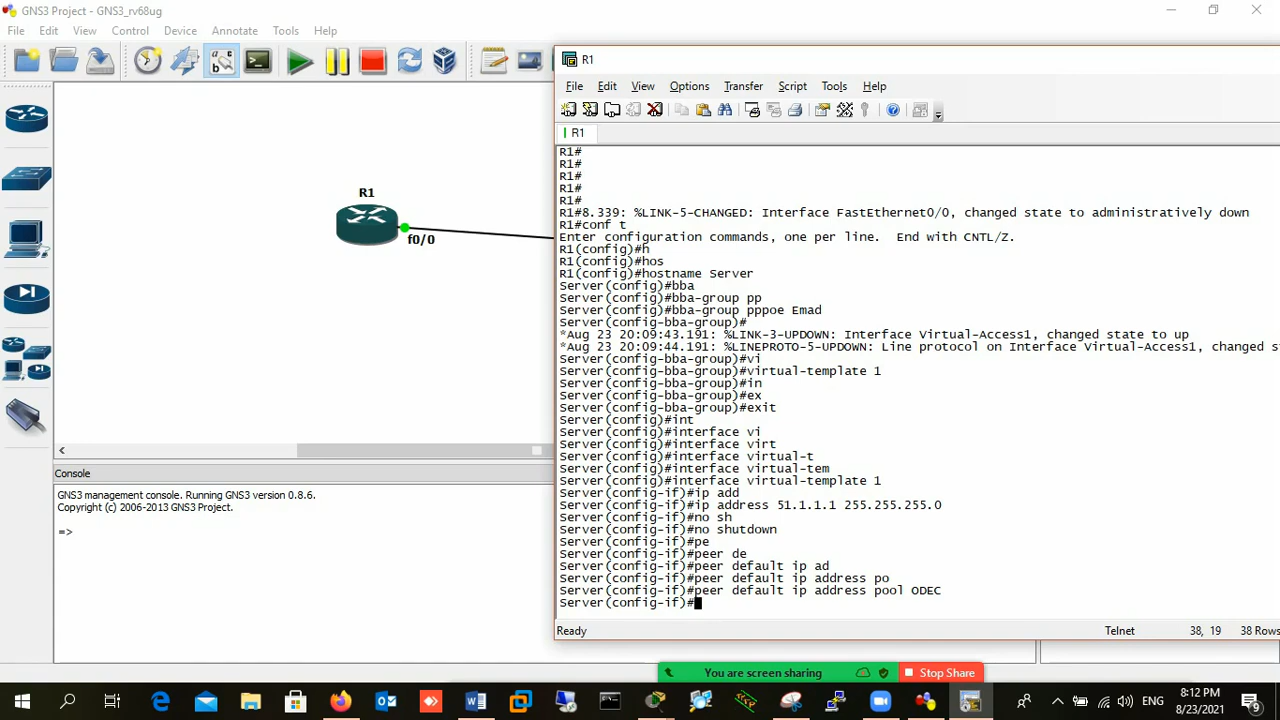 GNS3 Project - GNS3_rv68ug
File Edit View Control Device Annotate Tools Help
R1
f0/0
Console
GNS3 management console. Running GNS3 version 0.8.6.
Copyright (c) 2006-2013 GNS3 Project.
=>
R1
File Edit View Options Transfer Script Tools Help
R1
R1#
R1#
R1#
R1#
R1#
R1#8.339: %LINK-5-CHANGED: Interface FastEthernet0/0, changed state to administratively down
R1#conf t
Enter configuration commands, one per line.  End with CNTL/Z.
R1(config)#h
R1(config)#hos
R1(config)#hostname Server
Server(config)#bba
Server(config)#bba-group pp
Server(config)#bba-group pppoe Emad
Server(config-bba-group)#
*Aug 23 20:09:43.191: %LINK-3-UPDOWN: Interface Virtual-Access1, changed state to up
*Aug 23 20:09:44.191: %LINEPROTO-5-UPDOWN: Line protocol on Interface Virtual-Access1, changed st
Server(config-bba-group)#vi
Server(config-bba-group)#virtual-template 1
Server(config-bba-group)#in
Server(config-bba-group)#ex
Server(config-bba-group)#exit
Server(config)#int
Server(config)#interface vi
Server(config)#interface virt
Server(config)#interface virtual-t
Server(config)#interface virtual-tem
Server(config)#interface virtual-template 1
Server(config-if)#ip add
Server(config-if)#ip address 51.1.1.1 255.255.255.0
Server(config-if)#no sh
Server(config-if)#no shutdown
Server(config-if)#pe
Server(config-if)#peer de
Server(config-if)#peer default ip ad
Server(config-if)#peer default ip address po
Server(config-if)#peer default ip address pool ODEC
Server(config-if)#
Ready Telnet 38, 19 38 Rows
You are screen sharing Stop Share
ENG 8:12 PM
8/23/2021